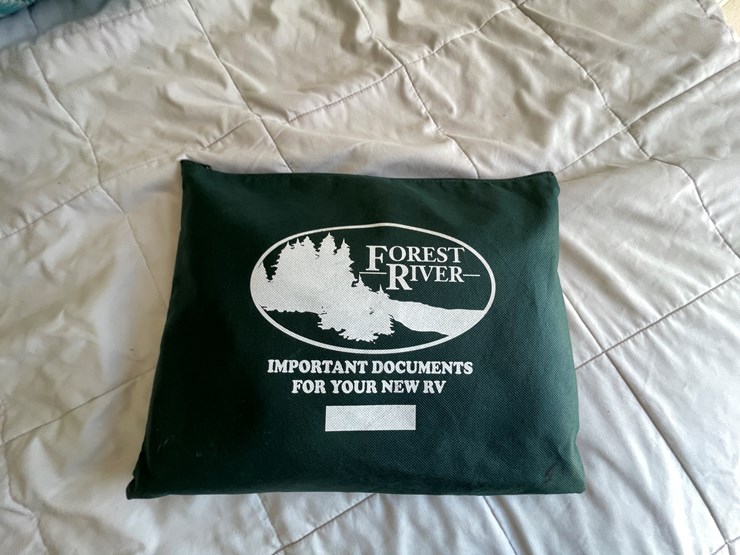 FOREST
RIVER
IMPORTANT DOCUMENTS
FOR YOUR NEW RV